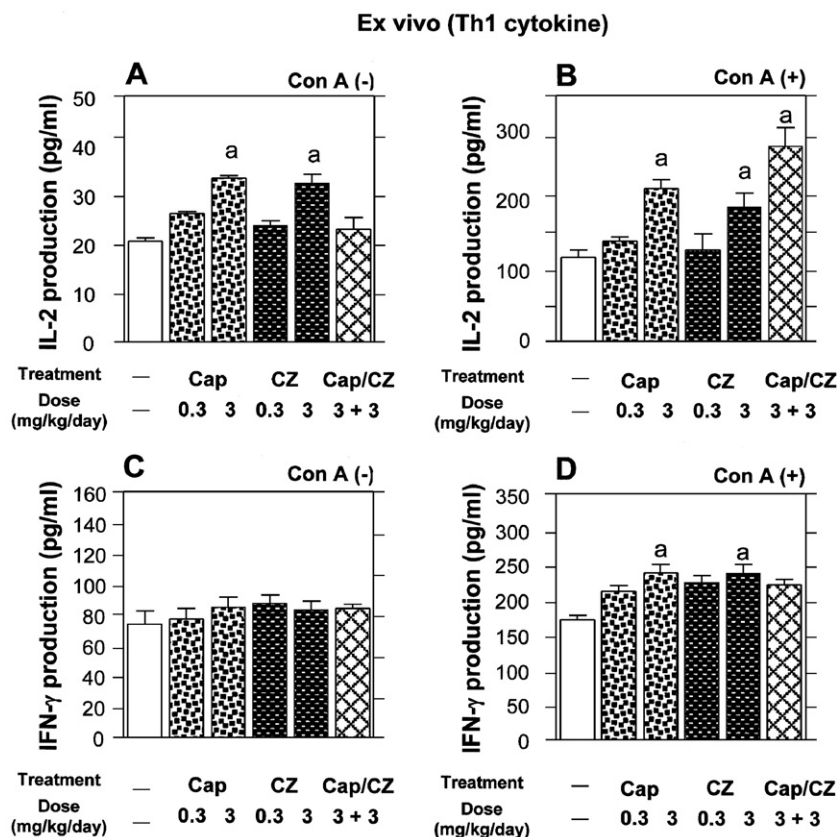 Ex vivo (Th1 cytokine)
A
Con A (-)
IL-2 production (pg/ml)
50
40
30
20
10
0
a
a
Treatment — Cap CZ Cap/CZ
Dose
(mg/kg/day)
— 0.3 3 0.3 3 3 + 3
B
Con A (+)
IL-2 production (pg/ml)
300
200
100
0
a
a
a
Treatment — Cap CZ Cap/CZ
Dose
(mg/kg/day)
— 0.3 3 0.3 3 3 + 3
C
Con A (-)
IFN-γ production (pg/ml)
160
140
120
100
80
60
40
20
0
Treatment — Cap CZ Cap/CZ
Dose
(mg/kg/day)
— 0.3 3 0.3 3 3 + 3
D
Con A (+)
IFN-γ production (pg/ml)
350
300
250
200
150
100
50
0
a
a
Treatment — Cap CZ Cap/CZ
Dose
(mg/kg/day)
— 0.3 3 0.3 3 3 + 3